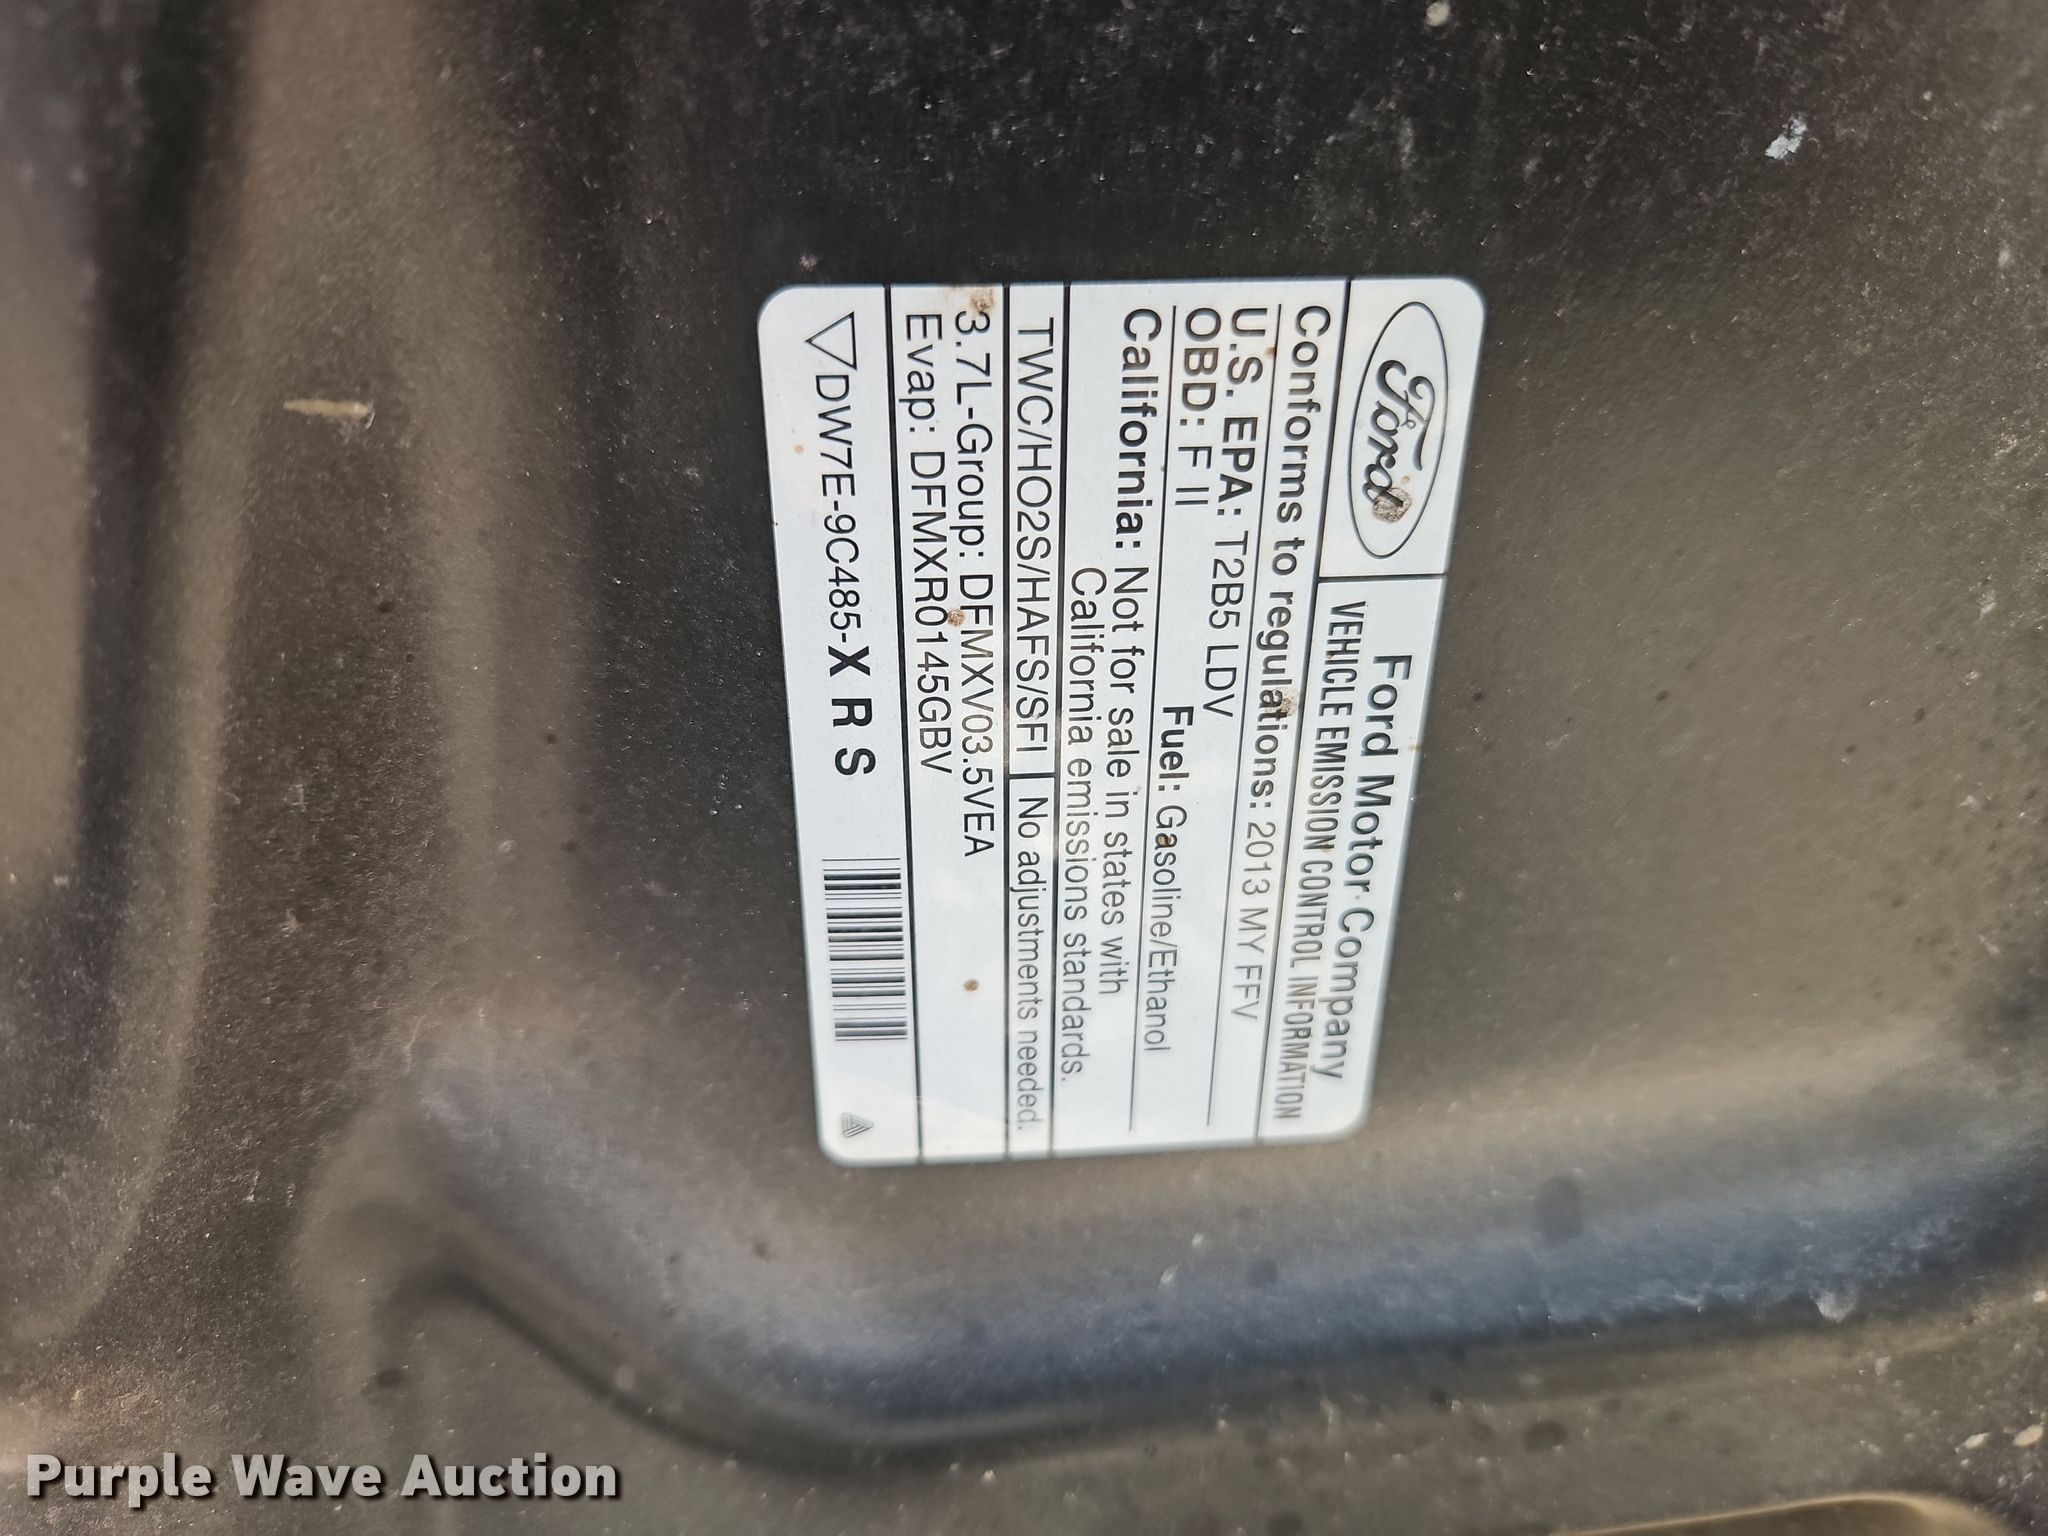 Ford
Ford Motor Company
VEHICLE EMISSION CONTROL INFORMATION
Conforms to regulations: 2013 MY FFV
U.S. EPA: T2B5 LDV
OBD: F II
Fuel: Gasoline/Ethanol
California: Not for sale in states with
California emissions standards.
TWC/HO2S/HAFS/SFI
No adjustments needed.
3.7L-Group: DFMXV03.5VEA
Evap: DFMXR0145GBV
DW7E-9C485-X R S
Purple Wave Auction